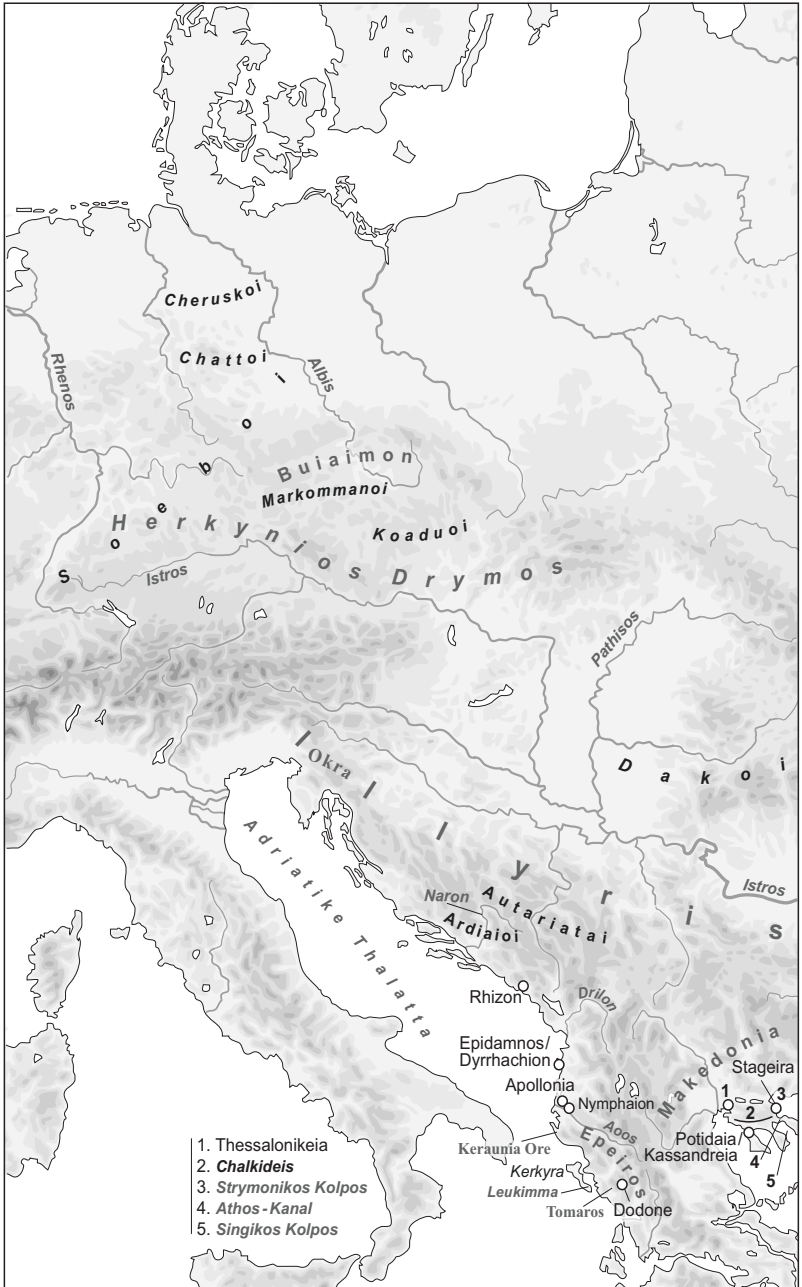 Cheruskoi
Chattoi
Rhenos
Albis
Soeboi
Buiaimon
Markommanoi
Herkynios Drymos
Koaduoi
Istros
Pathisos
Dakoi
Illyris
Okra
Adriatike Thalatta
Istros
Naron
Autariatai
Ardiaioi
Rhizon
Drilon
Epidamnos/
Dyrrhachion
Makedonia
Stageira
Apollonia
Nymphaion
1
2
3
Aoos
Potidaia/
Kassandreia
4
5
Keraunia Ore
Epeiros
Kerkyra
Leukimma
Tomaros
Dodone
1. Thessalonikeia
2. Chalkideis
3. Strymonikos Kolpos
4. Athos-Kanal
5. Singikos Kolpos